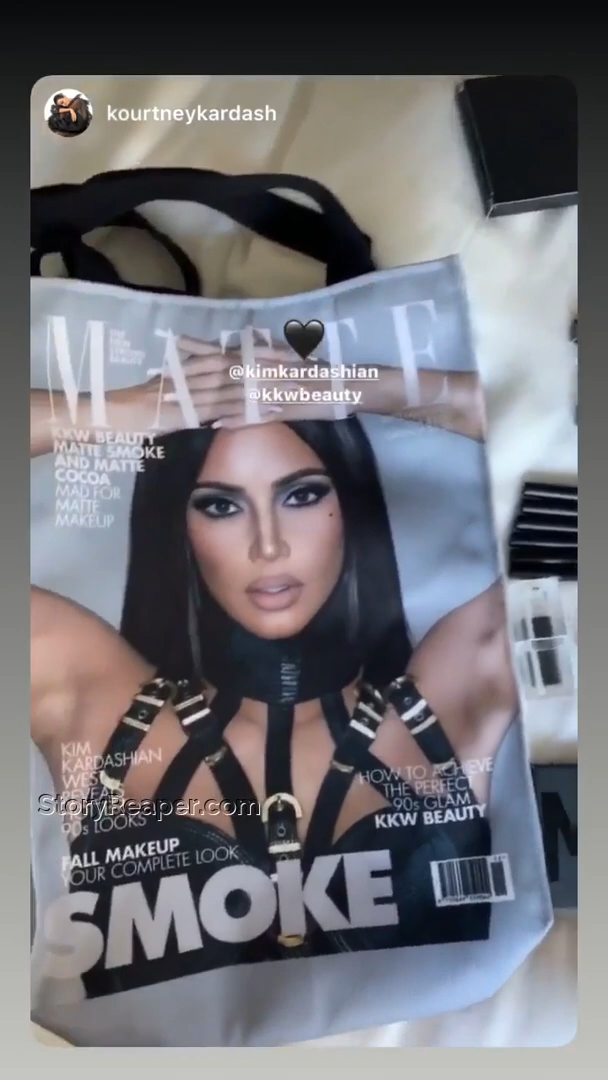 kourtneykardash
MATTE
@kimkardashian
@kkwbeauty
KKW BEAUTY
MATTE SMOKE
AND MATTE
COCOA
MAD FOR
MATTE
MAKEUP
KIM
KARDASHIAN
WEST
REVEALS
StoryReaper.com
90s LOOKS
HOW TO ACHIEVE
THE PERFECT
90s GLAM
KKW BEAUTY
FALL MAKEUP
YOUR COMPLETE LOOK
SMOKE